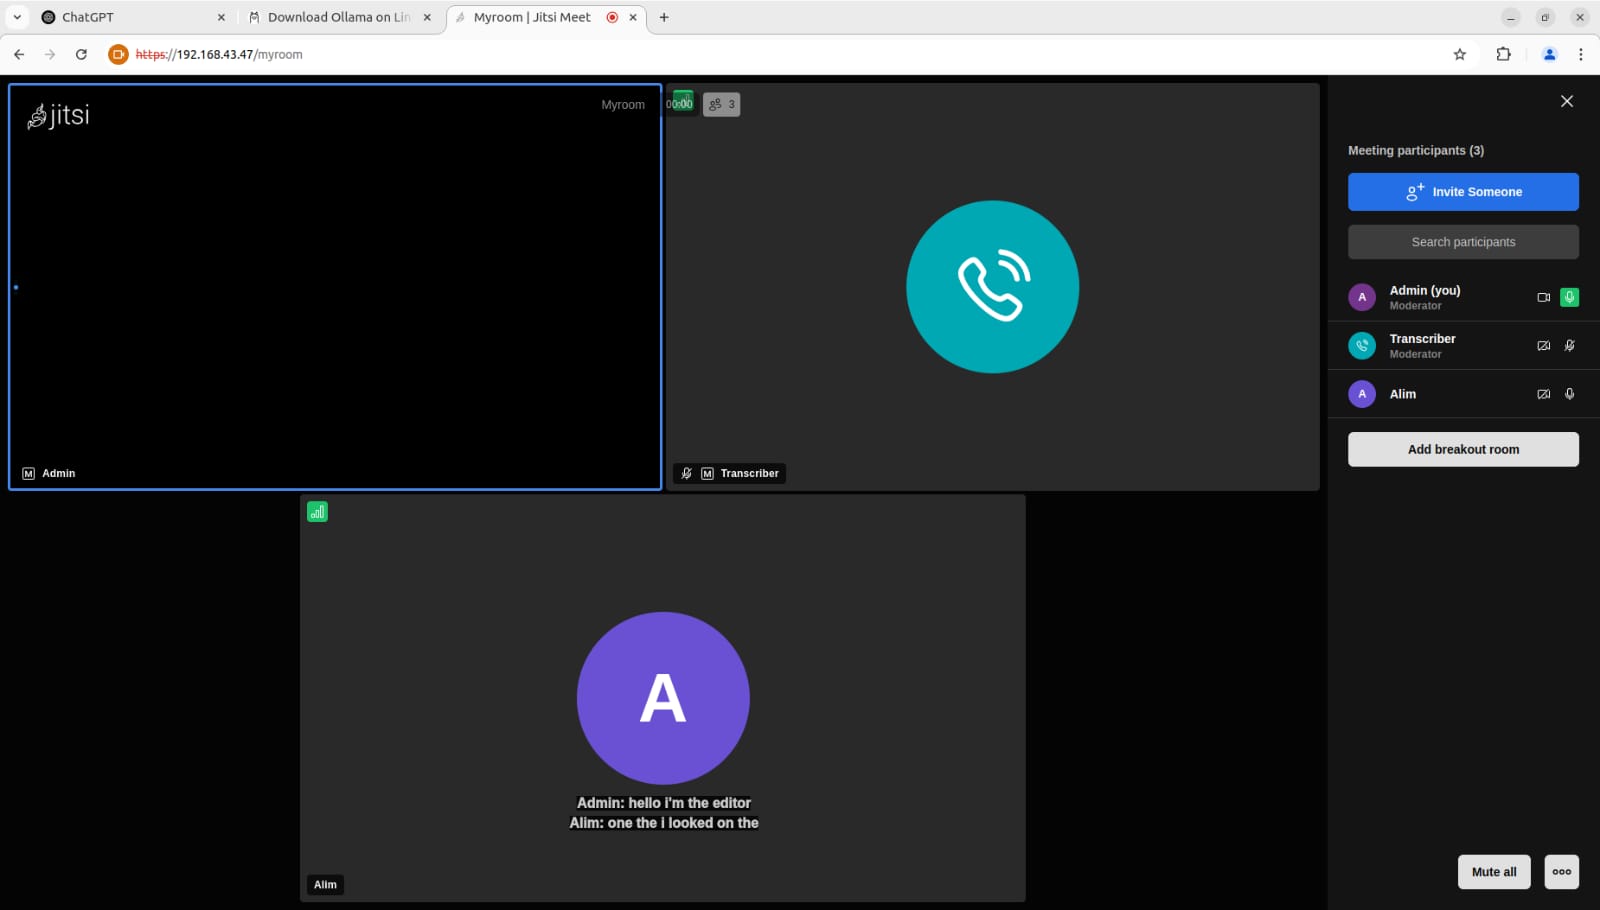 ChatGPT
Download Ollama on Lin
Myroom | Jitsi Meet
https://192.168.43.47/myroom
jitsi
Myroom
00:00
3
M Admin
M Transcriber
A
Admin: hello i'm the editor
Alim: one the i looked on the
Alim
Meeting participants (3)
Invite Someone
Search participants
A
Admin (you)
Moderator
Transcriber
Moderator
A
Alim
Add breakout room
Mute all